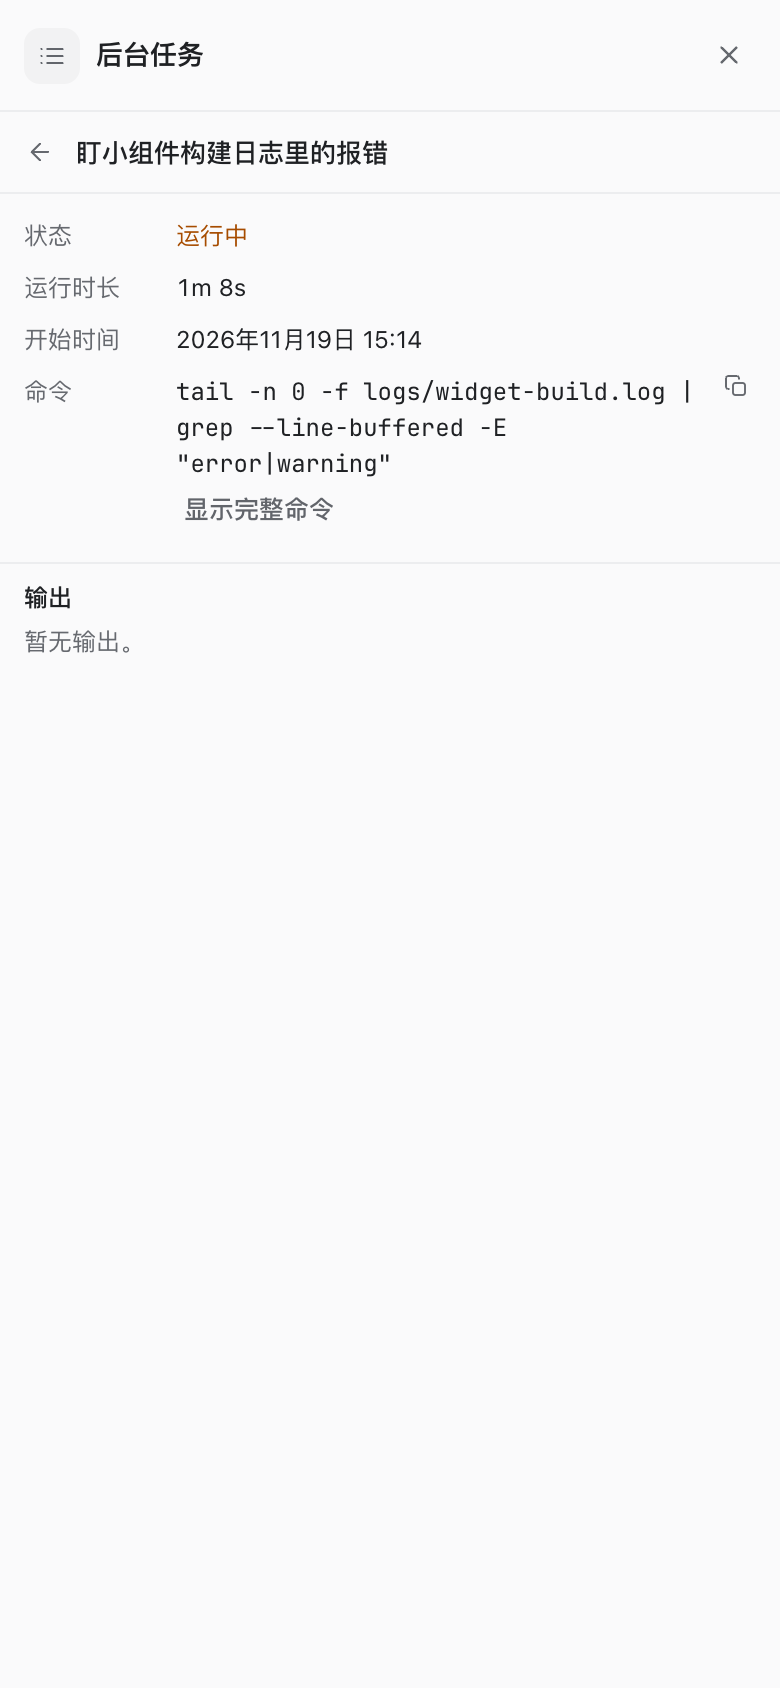 后台任务
盯小组件构建日志里的报错
状态 运行中
运行时长 1m 8s
开始时间 2026年11月19日 15:14
命令 tail -n 0 -f logs/widget-build.log |
grep --line-buffered -E
"error|warning"
显示完整命令
输出
暂无输出。